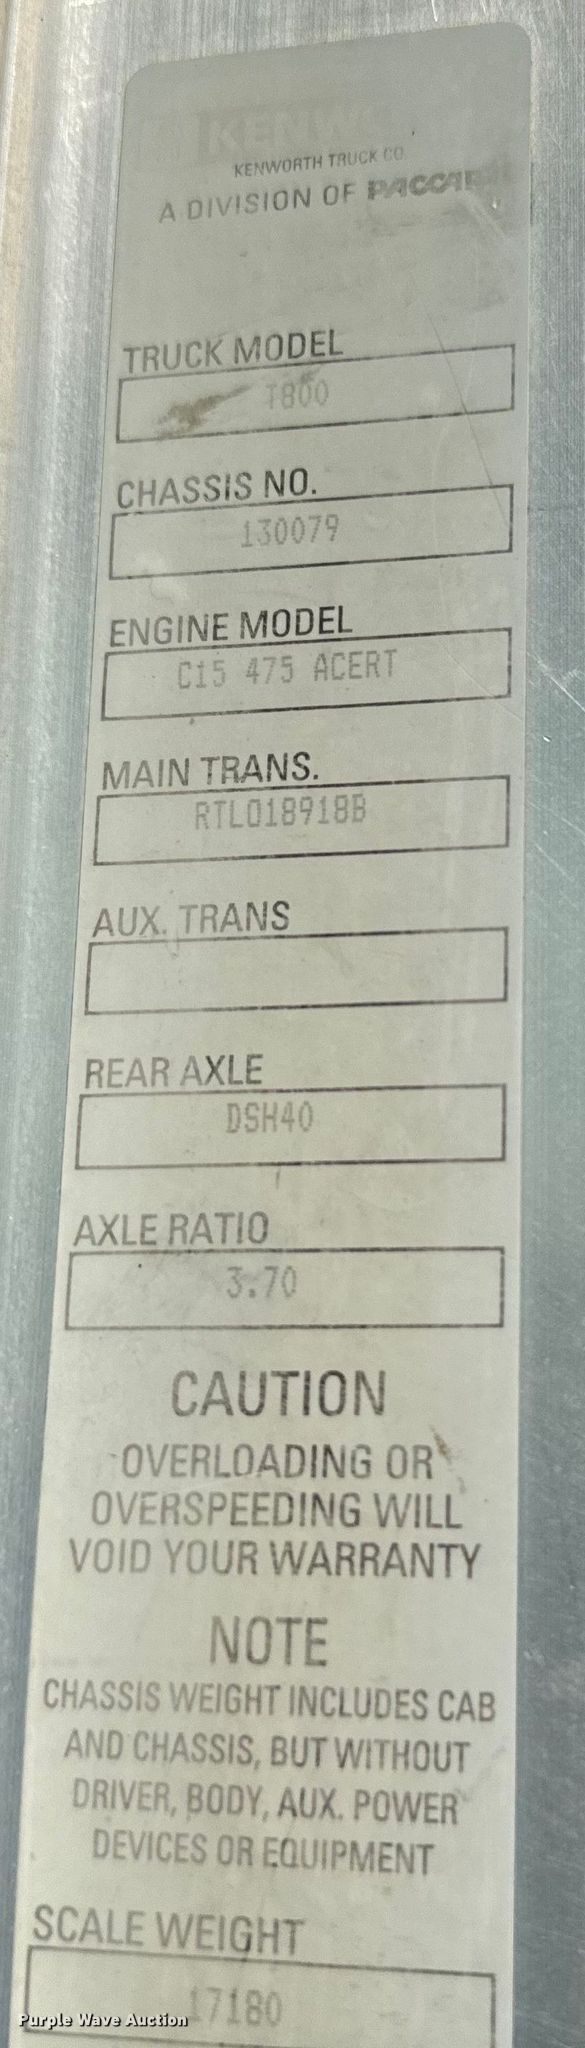 KENW
KENWORTH TRUCK CO.
A DIVISION OF PACCAR
TRUCK MODEL
T800
CHASSIS NO.
130079
ENGINE MODEL
C15 475 ACERT
MAIN TRANS.
RTLO18918B
AUX. TRANS
REAR AXLE
DSH40
AXLE RATIO
3.70
CAUTION
OVERLOADING OR
OVERSPEEDING WILL
VOID YOUR WARRANTY
NOTE
CHASSIS WEIGHT INCLUDES CAB
AND CHASSIS, BUT WITHOUT
DRIVER, BODY, AUX. POWER
DEVICES OR EQUIPMENT
SCALE WEIGHT
17180
Purple Wave Auction